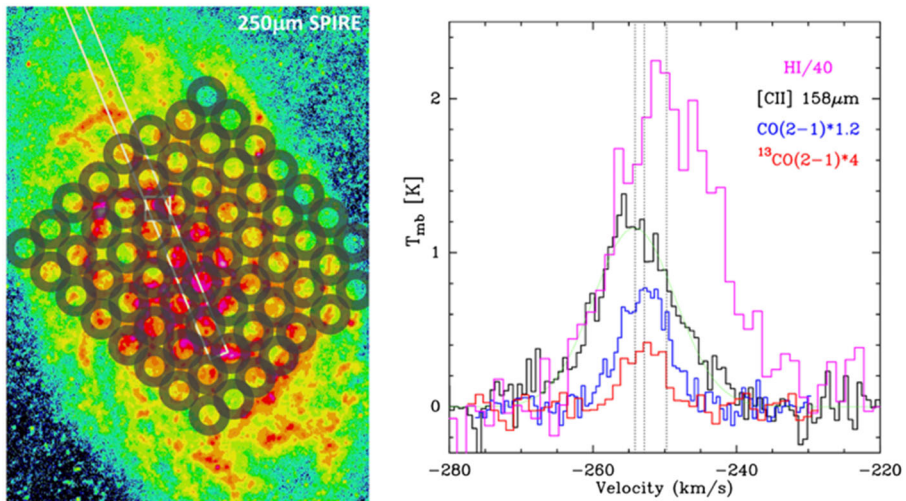 250µm SPIRE
HI/40
[CII] 158µm
CO(2-1)*1.2
¹³CO(2-1)*4
T_mb [K]
2
1
0
-280
-260
-240
-220
Velocity (km/s)